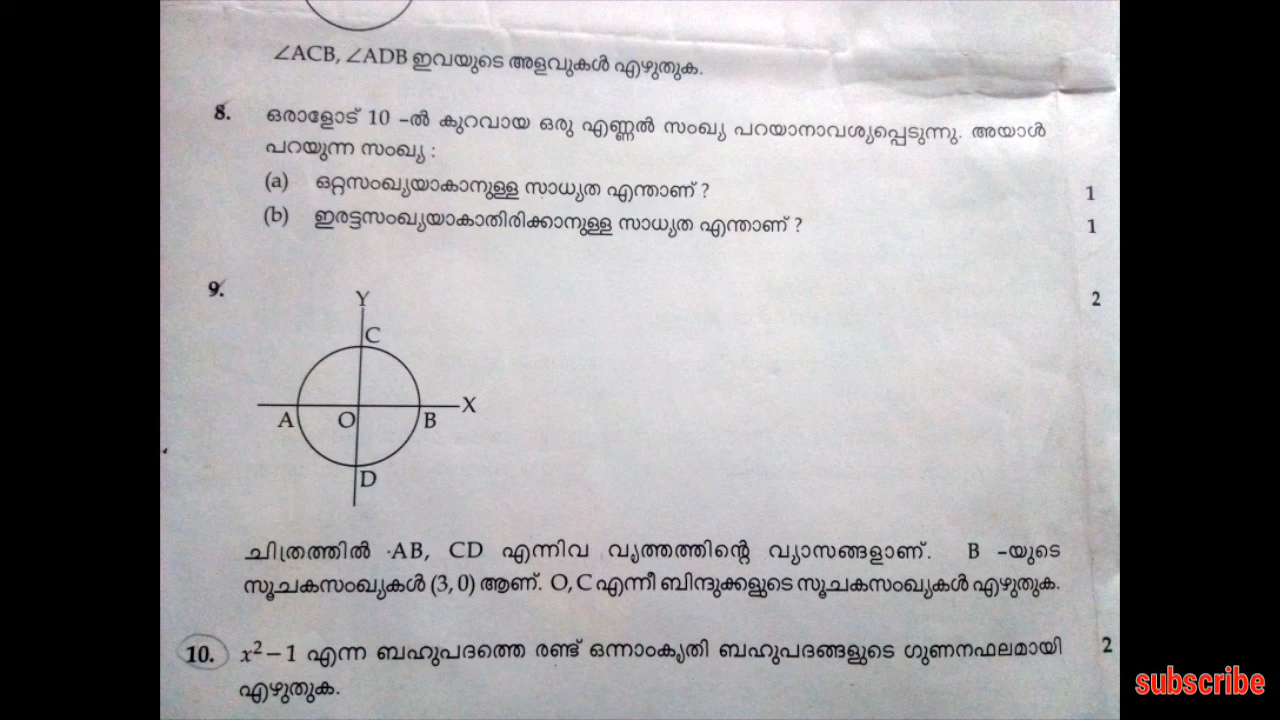 ∠ACB, ∠ADB ഇവയുടെ അളവുകൾ എഴുതുക.
8. ഒരാളോട് 10 -ൽ കുറവായ ഒരു എണ്ണൽ സംഖ്യ പറയാനാവശ്യപ്പെടുന്നു. അയാൾ
പറയുന്ന സംഖ്യ :
(a) ഒറ്റസംഖ്യയാകാനുള്ള സാധ്യത എന്താണ് ? 1
(b) ഇരട്ടസംഖ്യയാകാതിരിക്കാനുള്ള സാധ്യത എന്താണ് ? 1
9. 2
Y
C
X
A O B
D
ചിത്രത്തിൽ AB, CD എന്നിവ വൃത്തത്തിന്റെ വ്യാസങ്ങളാണ്. B -യുടെ
സൂചകസംഖ്യകൾ (3, 0) ആണ്. O, C എന്നീ ബിന്ദുക്കളുടെ സൂചകസംഖ്യകൾ എഴുതുക.
10. x² – 1 എന്ന ബഹുപദത്തെ രണ്ട് ഒന്നാംകൃതി ബഹുപദങ്ങളുടെ ഗുണനഫലമായി 2
എഴുതുക.
subscribe